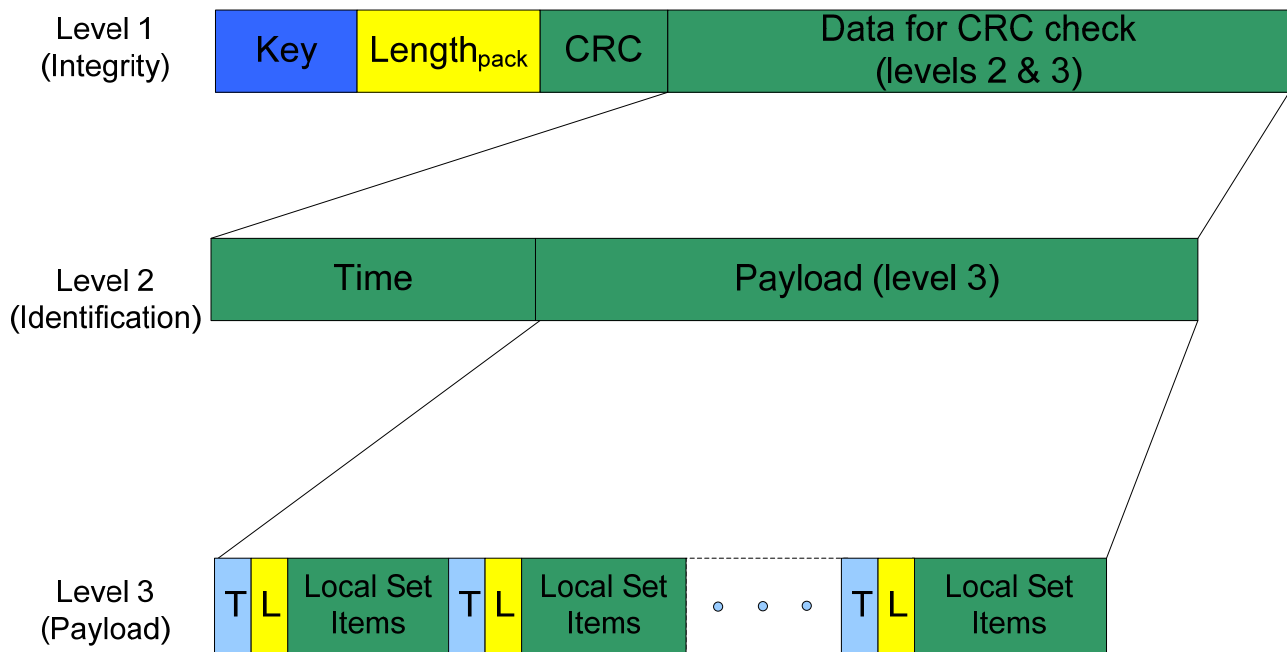 Level 1
(Integrity)
Key
Lengthpack
CRC
Data for CRC check
(levels 2 & 3)
Level 2
(Identification)
Time
Payload (level 3)
Level 3
(Payload)
T
L
Local Set
Items
T
L
Local Set
Items
T
L
Local Set
Items